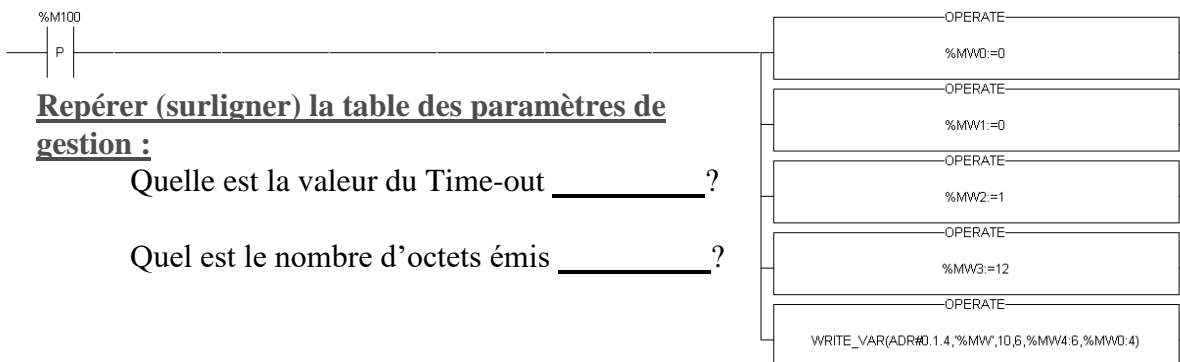 %M100
P
OPERATE
%MW0:=0
OPERATE
%MW1:=0
OPERATE
%MW2:=1
OPERATE
%MW3:=12
OPERATE
WRITE_VAR(ADR#0.1.4,'%MW',10,6,%MW4:6,%MW0:4)
Repérer (surligner) la table des paramètres de
gestion :
Quelle est la valeur du Time-out __________?
Quel est le nombre d'octets émis __________?